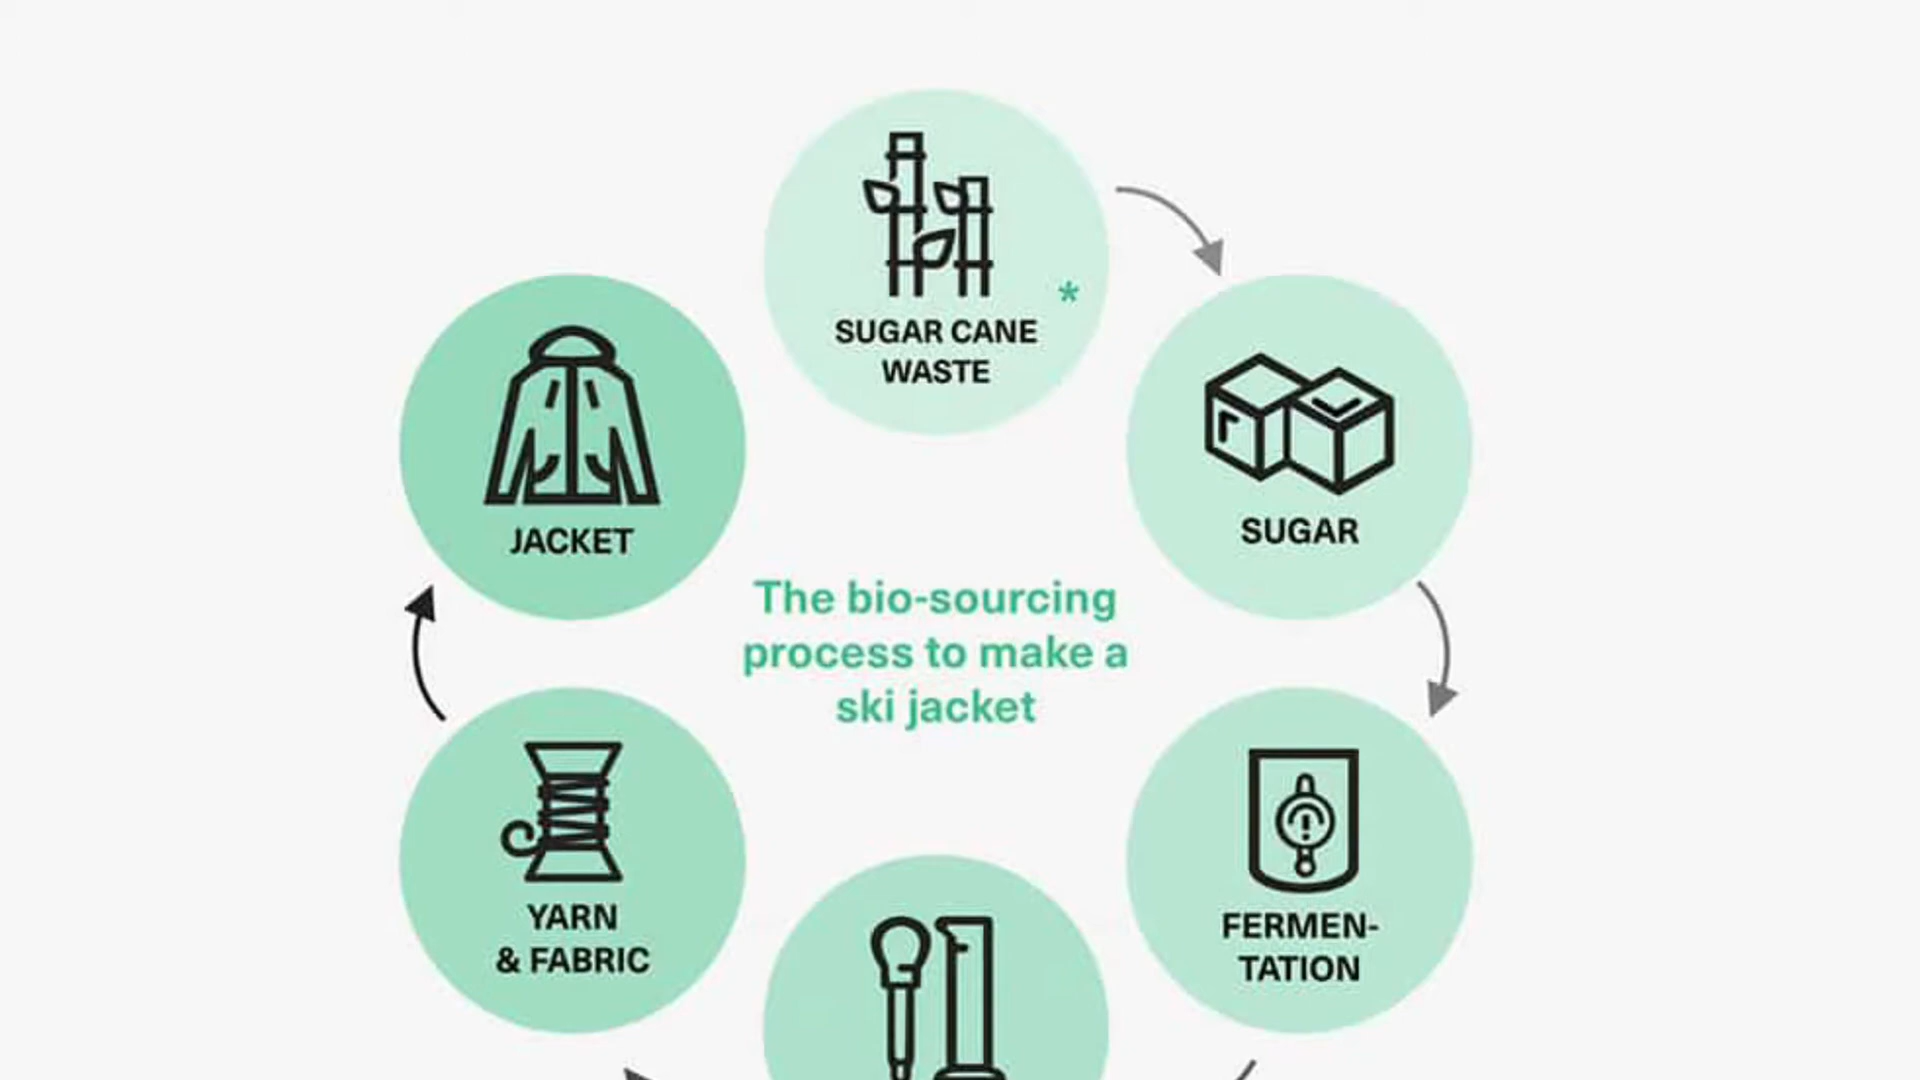 SUGAR CANE
WASTE
*
SUGAR
FERMEN-
TATION
YARN
& FABRIC
JACKET
The bio-sourcing
process to make a
ski jacket